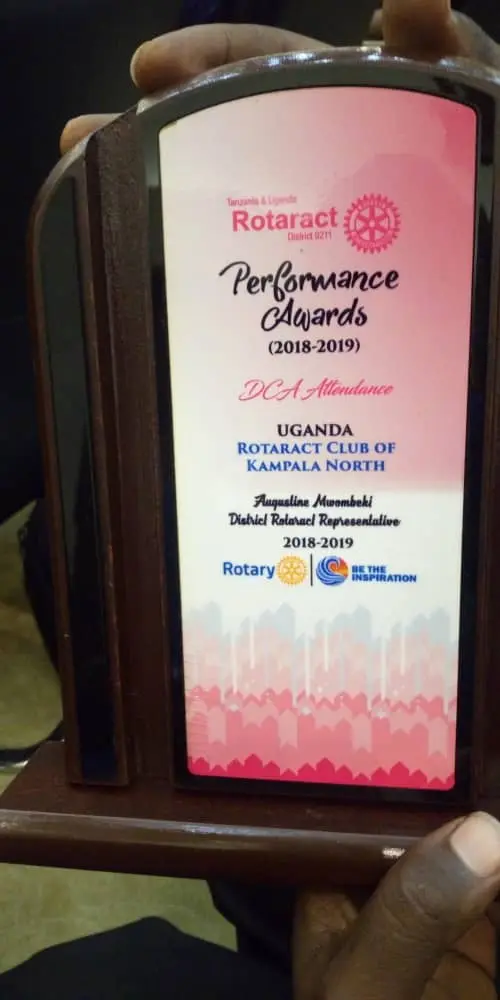 Tanzania & Uganda
Rotaract
District 9211
Performance
Awards
(2018-2019)
DCA Attendance
UGANDA
ROTARACT CLUB OF
KAMPALA NORTH
Augustine Mwombeki
District Rotaract Representative
2018-2019
Rotary
BE THE
INSPIRATION